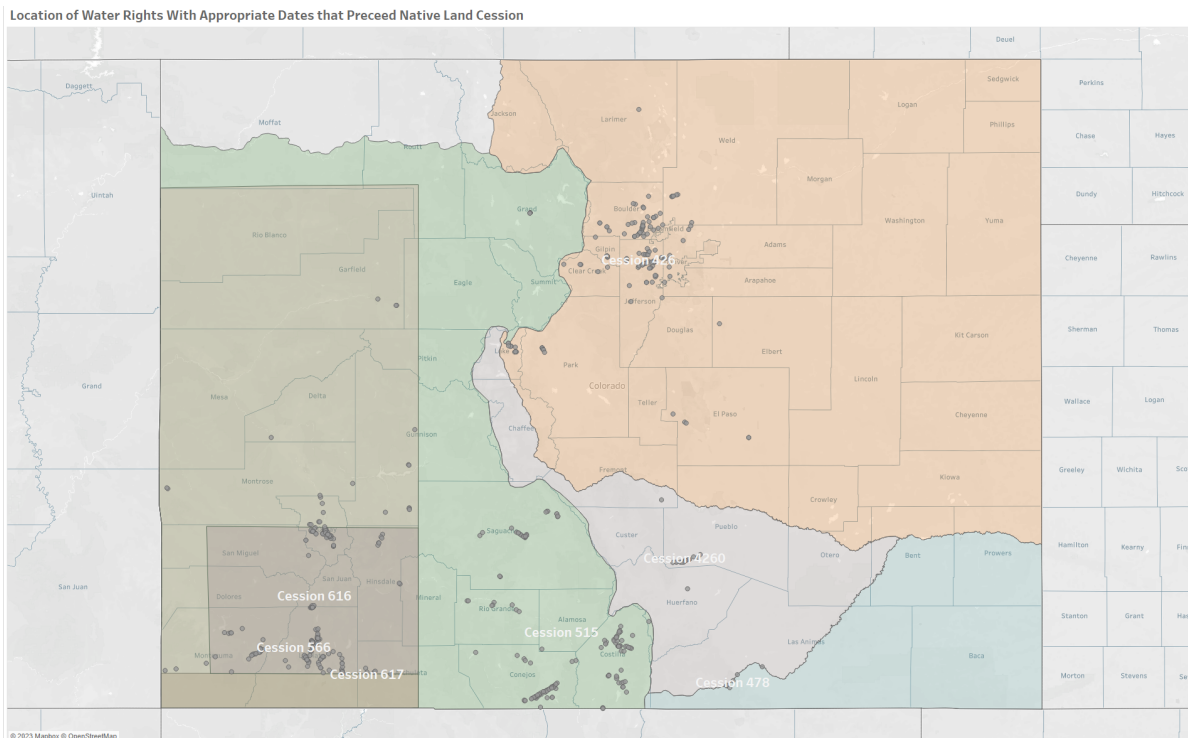 Location of Water Rights With Appropriate Dates that Preceed Native Land Cession
Deuel
Daggett
Moffat
Routt
Jackson
Larimer
Weld
Logan
Sedgwick
Phillips
Perkins
Chase
Hayes
Morgan
Uintah
Grand
Boulder
Washington
Yuma
Dundy
Hitchcock
Rio Blanco
Gilpin
Adams
Cession 426
Cheyenne
Rawlins
Garfield
Eagle
Summit
Clear Creek
Arapahoe
Jefferson
Douglas
Elbert
Kit Carson
Sherman
Thomas
Lake
Pitkin
Park
Colorado
Lincoln
Grand
Mesa
Delta
Teller
El Paso
Cheyenne
Wallace
Logan
Gunnison
Chaffee
Fremont
Kiowa
Greeley
Wichita
Sco
Montrose
Crowley
Saguache
Custer
Pueblo
Otero
Bent
Prowers
Hamilton
Kearny
Fin
San Miguel
Cession 4260
San Juan
San Juan
Hinsdale
Dolores
Cession 616
Mineral
Rio Grande
Alamosa
Huerfano
Stanton
Grant
Has
Cession 515
Las Animas
Cession 566
Costilla
Baca
Cession 617
Conejos
Cession 478
Morton
Stevens
Se
© 2023 Mapbox © OpenStreetMap